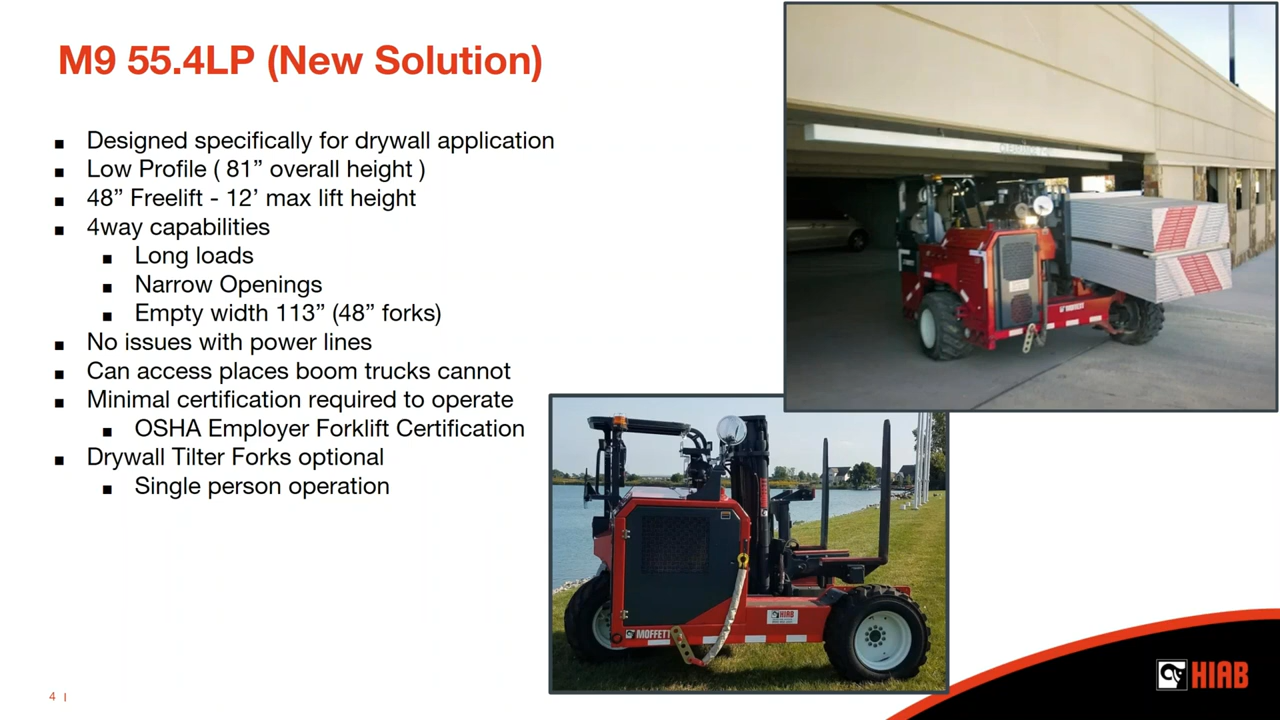 M9 55.4LP (New Solution)
Designed specifically for drywall application
Low Profile ( 81” overall height )
48” Freelift - 12’ max lift height
4way capabilities
Long loads
Narrow Openings
Empty width 113” (48” forks)
No issues with power lines
Can access places boom trucks cannot
Minimal certification required to operate
OSHA Employer Forklift Certification
Drywall Tilter Forks optional
Single person operation
MOFFETT
HIAB
4 |
HIAB